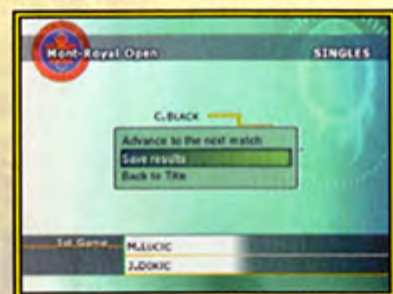 Mont-Royal Open
SINGLES
C.BLACK
Advance to the next match
Save results
Back to Title
1st Game
M.LUCIC
J.DOKIC